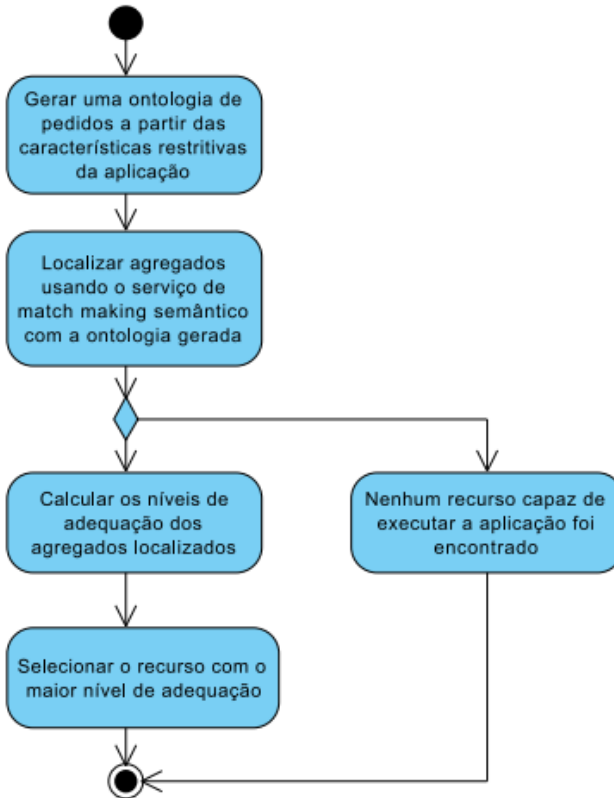 Gerar uma ontologia de
pedidos a partir das
características restritivas
da aplicação
Localizar agregados
usando o serviço de
match making semântico
com a ontologia gerada
Calcular os níveis de
adequação dos
agregados localizados
Nenhum recurso capaz de
executar a aplicação foi
encontrado
Selecionar o recurso com o
maior nível de adequação